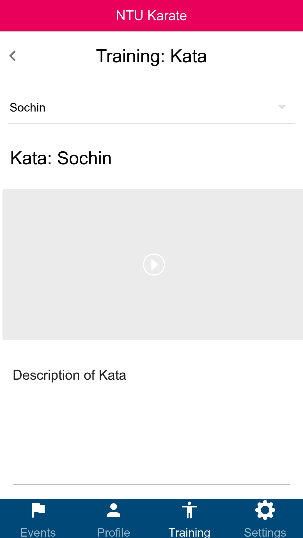 NTU Karate
Training: Kata
Sochin
Kata: Sochin
Description of Kata
Events Profile Training Settings